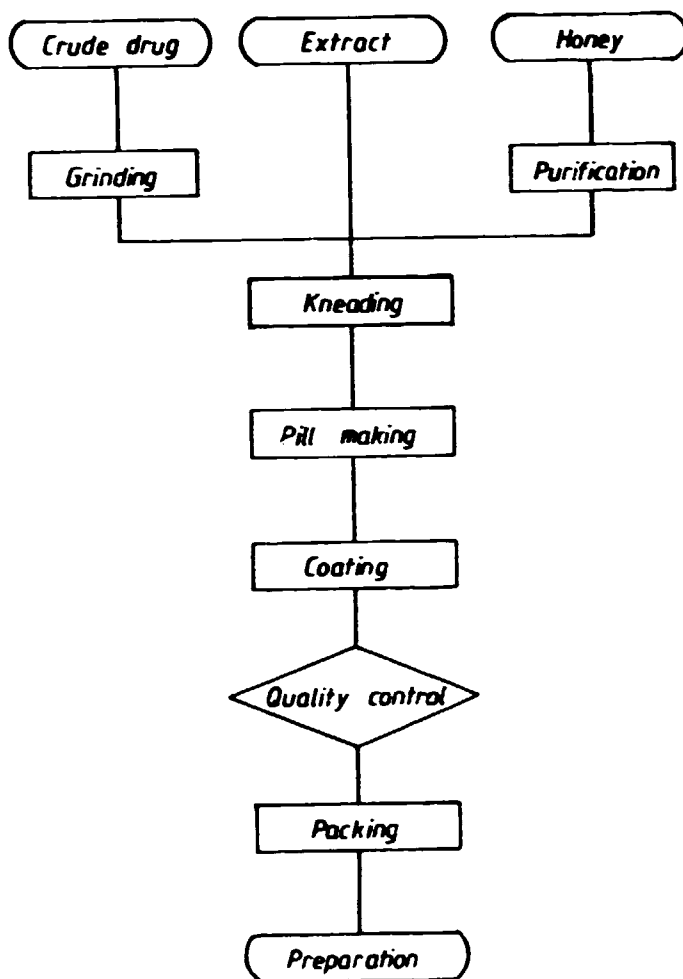 Crude drug
Extract
Honey
Grinding
Purification
Kneading
Pill making
Coating
Quality control
Packing
Preparation